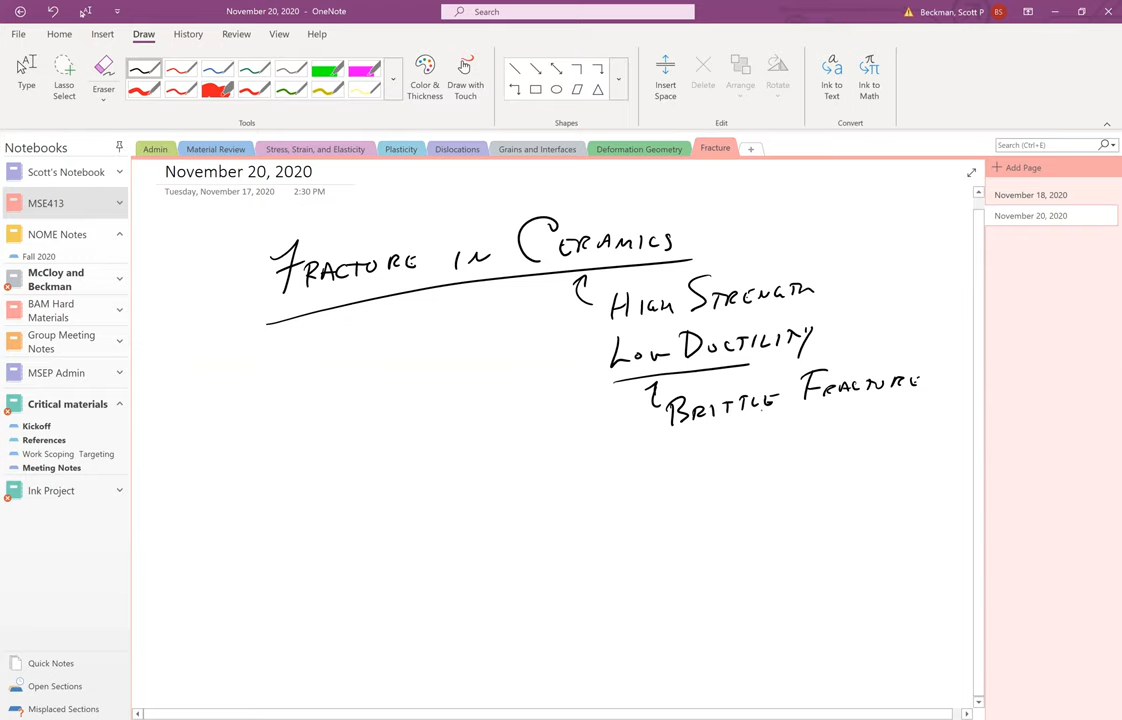 November 20, 2020 - OneNote
Search
Beckman, Scott P
BS
File Home Insert Draw History Review View Help
Type
Lasso Select
Eraser
Color & Thickness
Draw with Touch
Insert Space
Delete
Arrange
Rotate
Ink to Text
Ink to Math
Tools
Shapes
Edit
Convert
Notebooks
Admin Material Review Stress, Strain, and Elasticity Plasticity Dislocations Grains and Interfaces Deformation Geometry Fracture
Search (Ctrl+E)
Scott's Notebook
MSE413
NOME Notes
Fall 2020
McCloy and
Beckman
BAM Hard
Materials
Group Meeting
Notes
MSEP Admin
Critical materials
Kickoff
References
Work Scoping Targeting
Meeting Notes
Ink Project
Quick Notes
Open Sections
Misplaced Sections
November 20, 2020
Tuesday, November 17, 2020 2:30 PM
FRACTURE IN CERAMICS
HIGH STRENGTH
LOW DUCTILITY
BRITTLE FRACTURE
Add Page
November 18, 2020
November 20, 2020